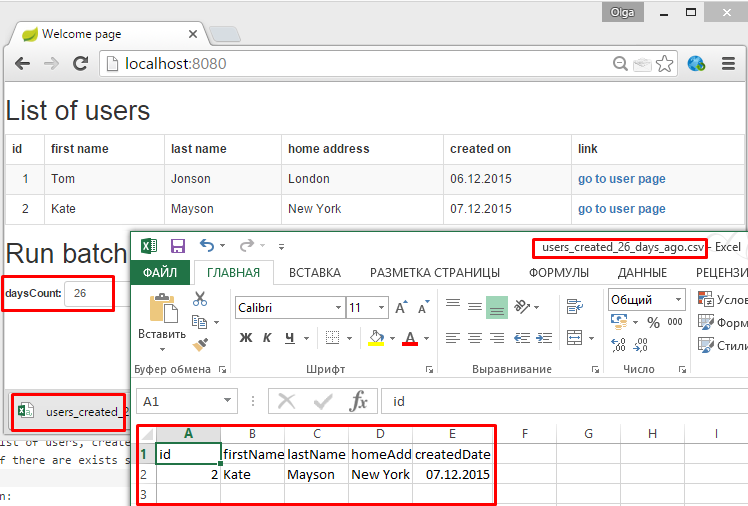 Olga
Welcome page
localhost:8080
List of users
id first name last name home address created on link
1 Tom Jonson London 06.12.2015 go to user page
2 Kate Mayson New York 07.12.2015 go to user page
Run batch
daysCount: 26
users_created_2
ist of users, create
f there are exists s
n:
users_created_26_days_ago.csv - Excel
ФАЙЛ ГЛАВНАЯ ВСТАВКА РАЗМЕТКА СТРАНИЦЫ ФОРМУЛЫ ДАННЫЕ РЕЦЕНЗИ
Вставить
Calibri 11
Ж К Ч
A A
Общий
% 000
Услов
Форм
Стили
Буфер обмена Шрифт Выравнивание Число
A1 fx id
A B C D E F G H I
1 id firstName lastName homeAdd createdDate
2 2 Kate Mayson New York 07.12.2015
3